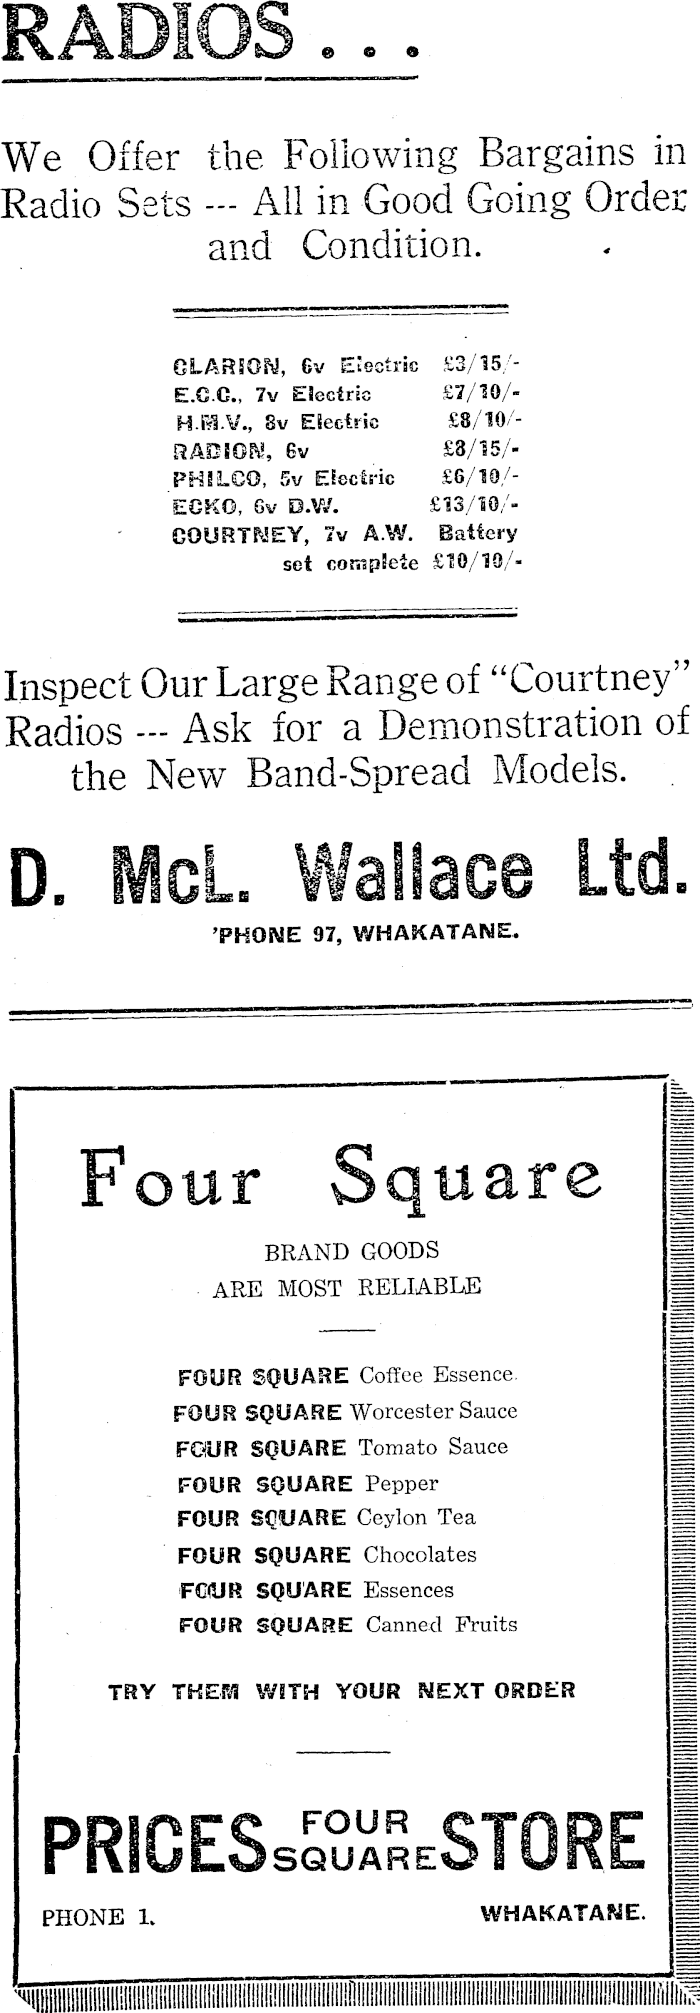 RADIOS . . .
We Offer the Following Bargains in
Radio Sets --- All in Good Going Order
and Condition.
CLARION, 6v Electric £3/15/-
E.C.C., 7v Electric £7/10/-
H.M.V., 8v Electric £8/10/-
RADION, 6v £8/15/-
PHILCO, 5v Electric £6/10/-
ECKO, 6v D.W. £13/10/-
COURTNEY, 7v A.W. Battery
set complete £10/10/-
Inspect Our Large Range of "Courtney"
Radios --- Ask for a Demonstration of
the New Band-Spread Models.
D. McL. Wallace Ltd.
'PHONE 97, WHAKATANE.
Four Square
BRAND GOODS
ARE MOST RELIABLE
FOUR SQUARE Coffee Essence.
FOUR SQUARE Worcester Sauce
FOUR SQUARE Tomato Sauce
FOUR SQUARE Pepper
FOUR SQUARE Ceylon Tea
FOUR SQUARE Chocolates
FOUR SQUARE Essences
FOUR SQUARE Canned Fruits
TRY THEM WITH YOUR NEXT ORDER
PRICES FOUR SQUARE STORE
PHONE 1. WHAKATANE.